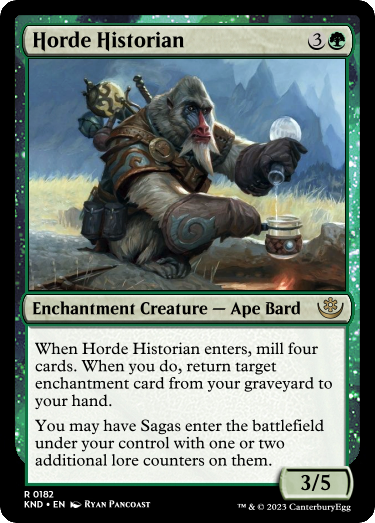 Horde Historian 3
Enchantment Creature — Ape Bard
When Horde Historian enters, mill four
cards. When you do, return target
enchantment card from your graveyard to
your hand.
You may have Sagas enter the battlefield
under your control with one or two
additional lore counters on them.
3/5
R 0182
KND • EN Ryan Pancoast
™ & © 2023 CanterburyEgg